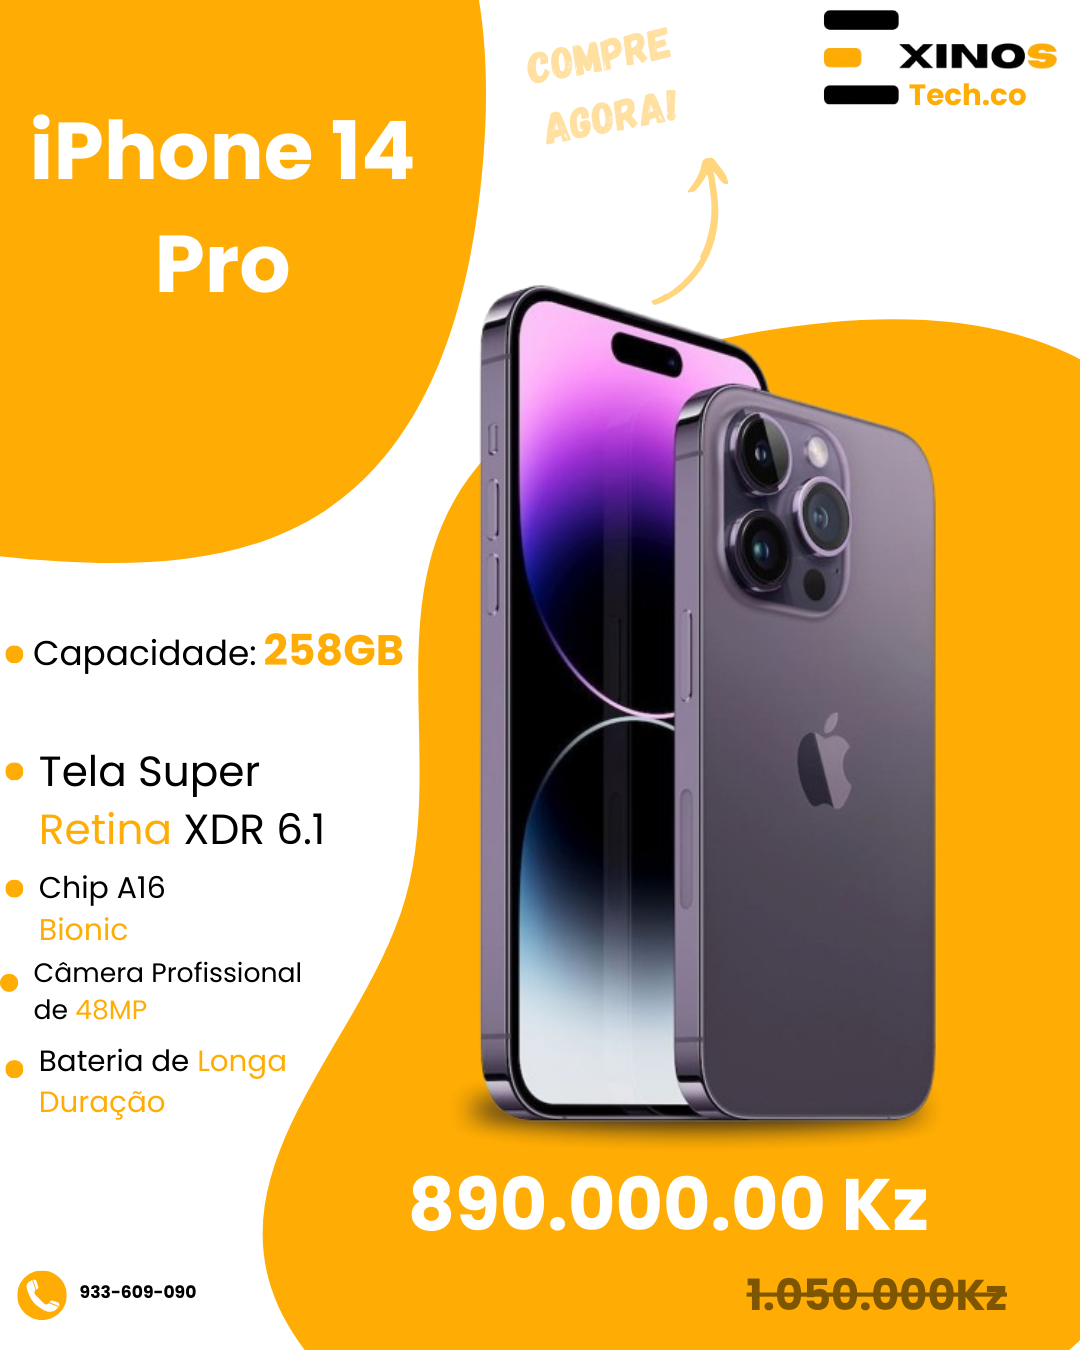 COMPRE
AGORA!
XINOS
Tech.co
iPhone 14
Pro
Capacidade: 258GB
Tela Super
Retina XDR 6.1
Chip A16
Bionic
Câmera Profissional
de 48MP
Bateria de Longa
Duração
890.000.00 Kz
1.050.000Kz
933-609-090